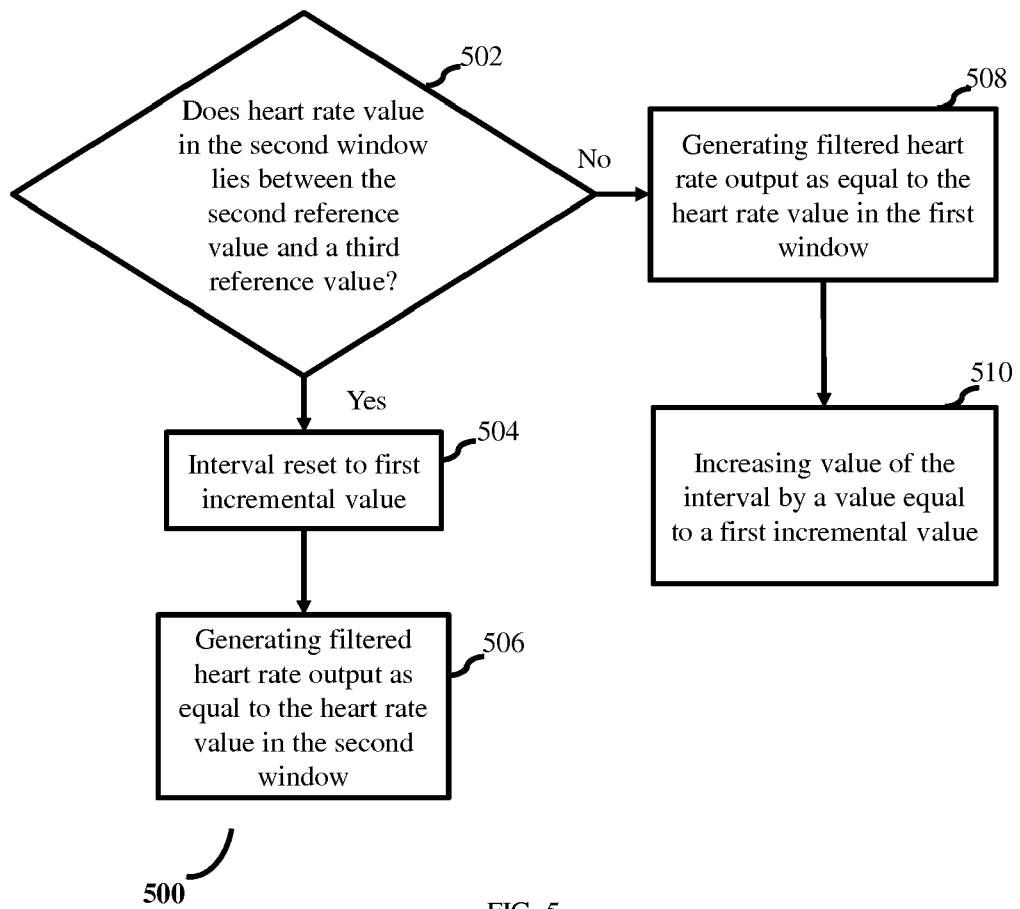 502
Does heart rate value
in the second window
lies between the
second reference
value and a third
reference value?
No
508
Generating filtered heart
rate output as equal to the
heart rate value in the first
window
Yes
504
Interval reset to first
incremental value
510
Increasing value of the
interval by a value equal
to a first incremental value
506
Generating filtered
heart rate output as
equal to the heart rate
value in the second
window
500
FIG. 5